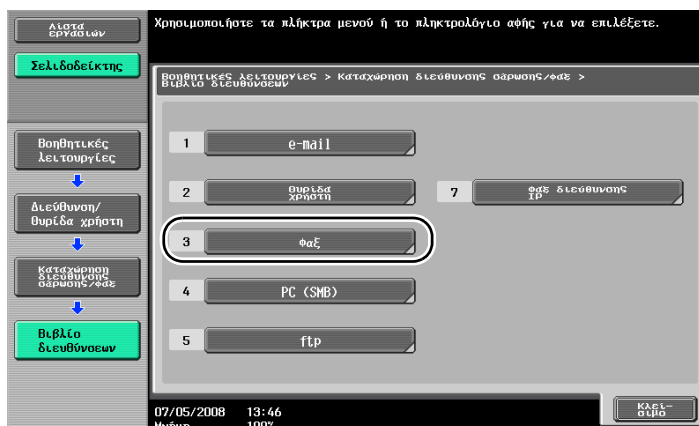 Λίστα
εργασιών
Χρησιμοποιήστε τα πλήκτρα μενού ή το πληκτρολόγιο αφής για να επιλέξετε.
Σελιδοδείκτης
Βοηθητικές λειτουργίες > Καταχώρηση διεύθυνσης σάρωσης/φαξ >
Βιβλίο διευθύνσεων
Βοηθητικές
λειτουργίες
Διεύθυνση/
θυρίδα χρήστη
Καταχώρηση
διεύθυνσης
σάρωσης/φαξ
Βιβλίο
διευθύνσεων
1 e-mail
2 Θυρίδα
χρήστη
7 Φαξ διεύθυνσης
IP
3 Φαξ
4 PC (SMB)
5 ftp
07/05/2008 13:46
Μνήμη 100%
Κλεί-
σιμο